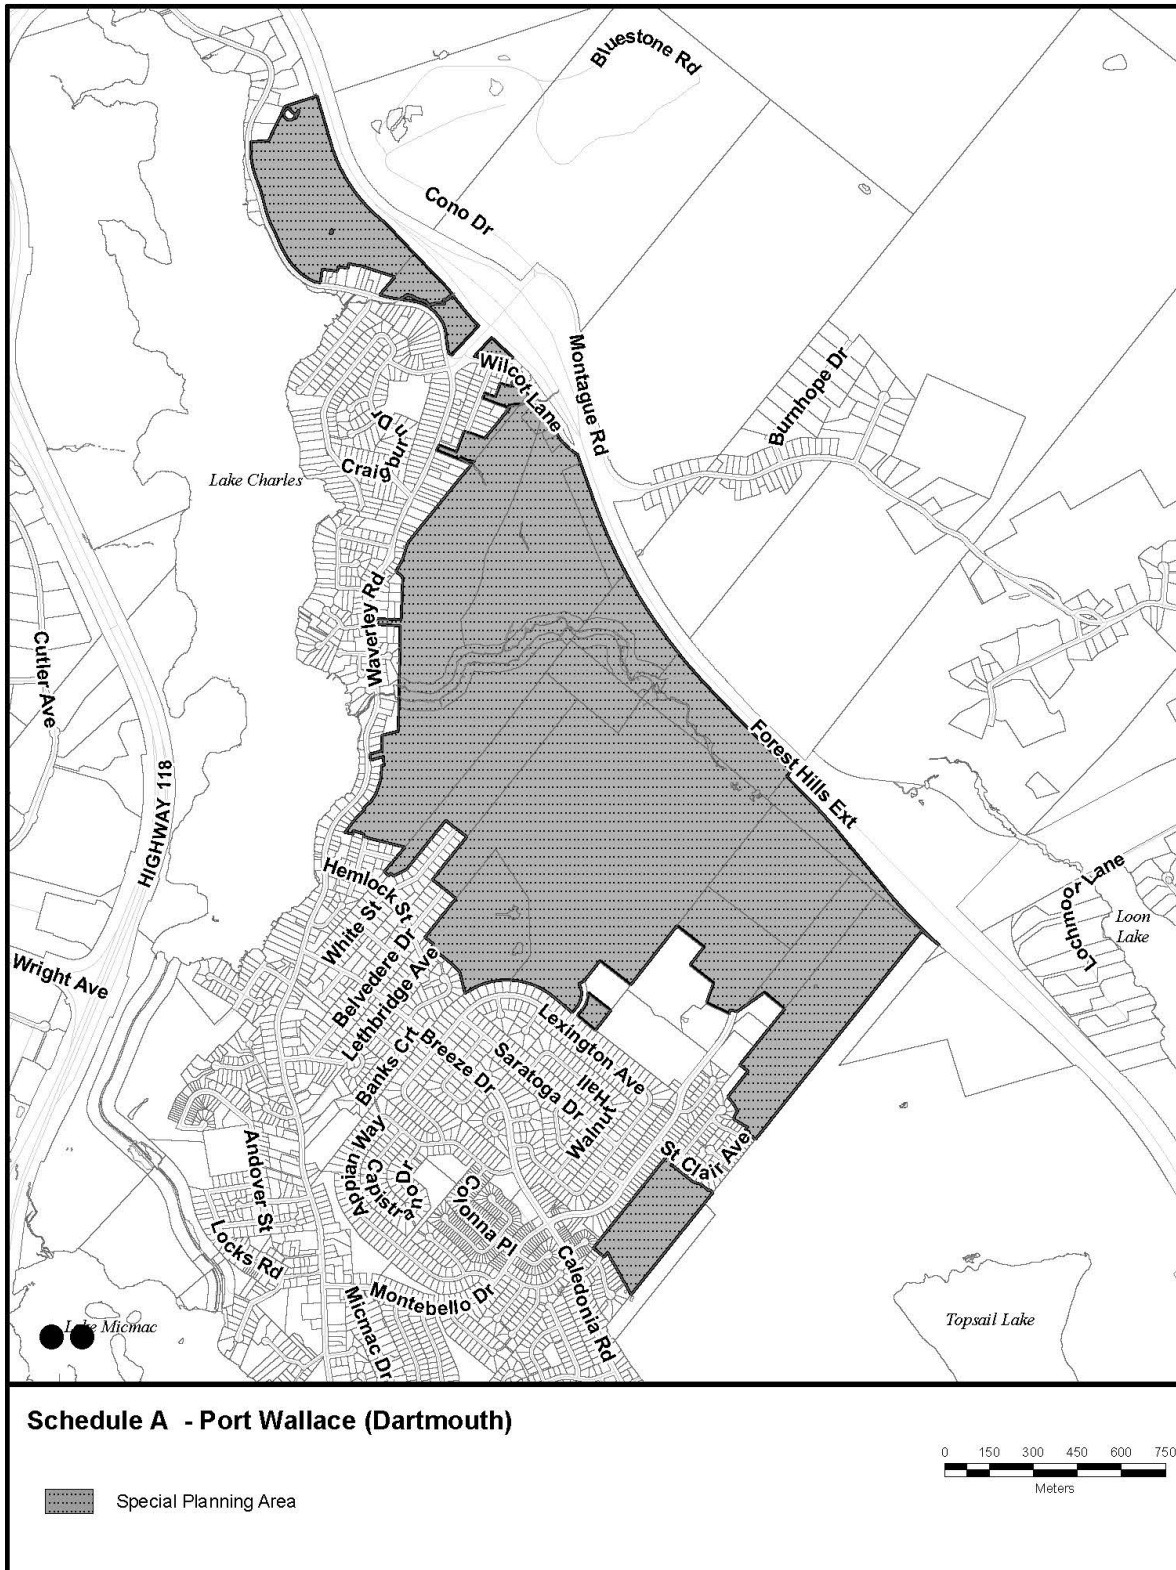 Bluestone Rd
Cono Dr
Montague Rd
Wilcot Lane
Burnhope Dr
Craigburn Dr
Lake Charles
Waverley Rd
Cutler Ave
HIGHWAY 118
Forest Hills Ext
Lochmoor Lane
Loon
Lake
Hemlock St
White St
Belvedere Dr
Lethbridge Ave
Wright Ave
Banks Crt
Breeze Dr
Lexington Ave
Saratoga Dr
Walnut Hall
St Clair Ave
Andover St
Appian Way
Capistrano Dr
Colonna Pl
Locks Rd
Montebello Dr
Caledonia Rd
Micmac Dr
Lake Micmac
Topsail Lake
Schedule A - Port Wallace (Dartmouth)
Special Planning Area
0 150 300 450 600 750
Meters